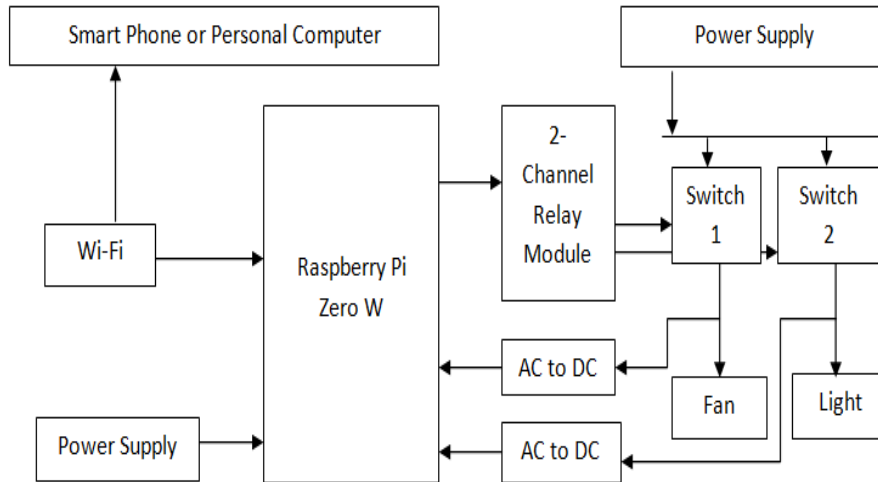 Smart Phone or Personal Computer
Power Supply
2-
Channel
Relay
Module
Switch
1
Switch
2
Wi-Fi
Raspberry Pi
Zero W
AC to DC
Fan
Light
Power Supply
AC to DC